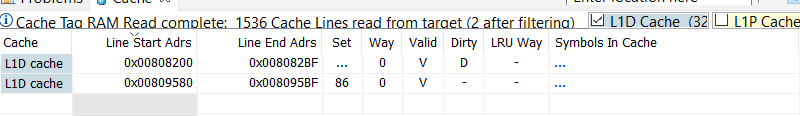 Problems Cache Enter location here
Cache Tag RAM Read complete: 1536 Cache Lines read from target (2 after filtering) L1D Cache (32 L1P Cache
Cache Line Start Adrs Line End Adrs Set Way Valid Dirty LRU Way Symbols In Cache
L1D cache 0x00808200 0x008082BF ... 0 V D - ...
L1D cache 0x00809580 0x008095BF 86 0 V - - ...